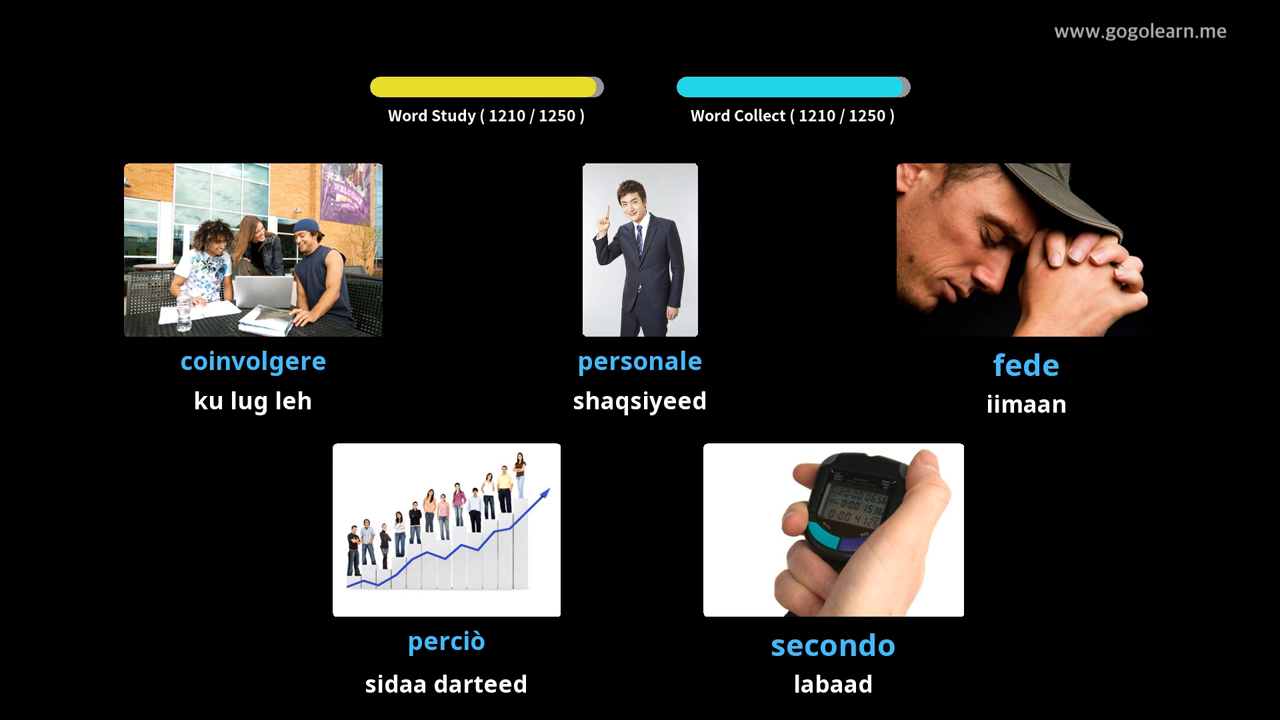 www.gogolearn.me
Word Study ( 1210 / 1250 )
Word Collect ( 1210 / 1250 )
WELCOME
coinvolgere
personale
fede
ku lug leh
shaqsiyeed
iimaan
perciò
secondo
sidaa darteed
labaad